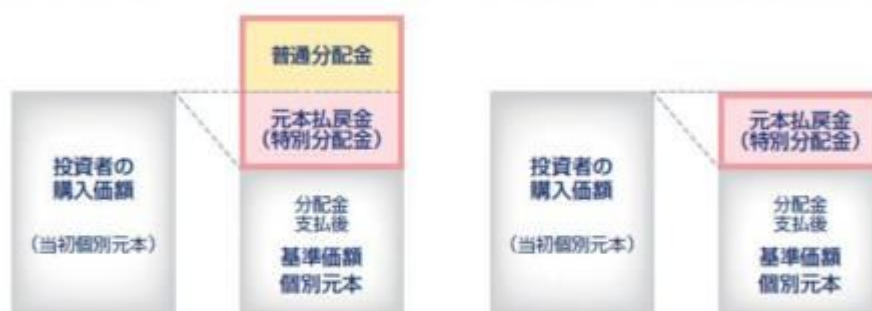 普通分配金
元本払戻金
（特別分配金）
投資者の
購入価額
（当初個別元本）
分配金
支払後
基準価額
個別元本
元本払戻金
（特別分配金）
投資者の
購入価額
（当初個別元本）
分配金
支払後
基準価額
個別元本